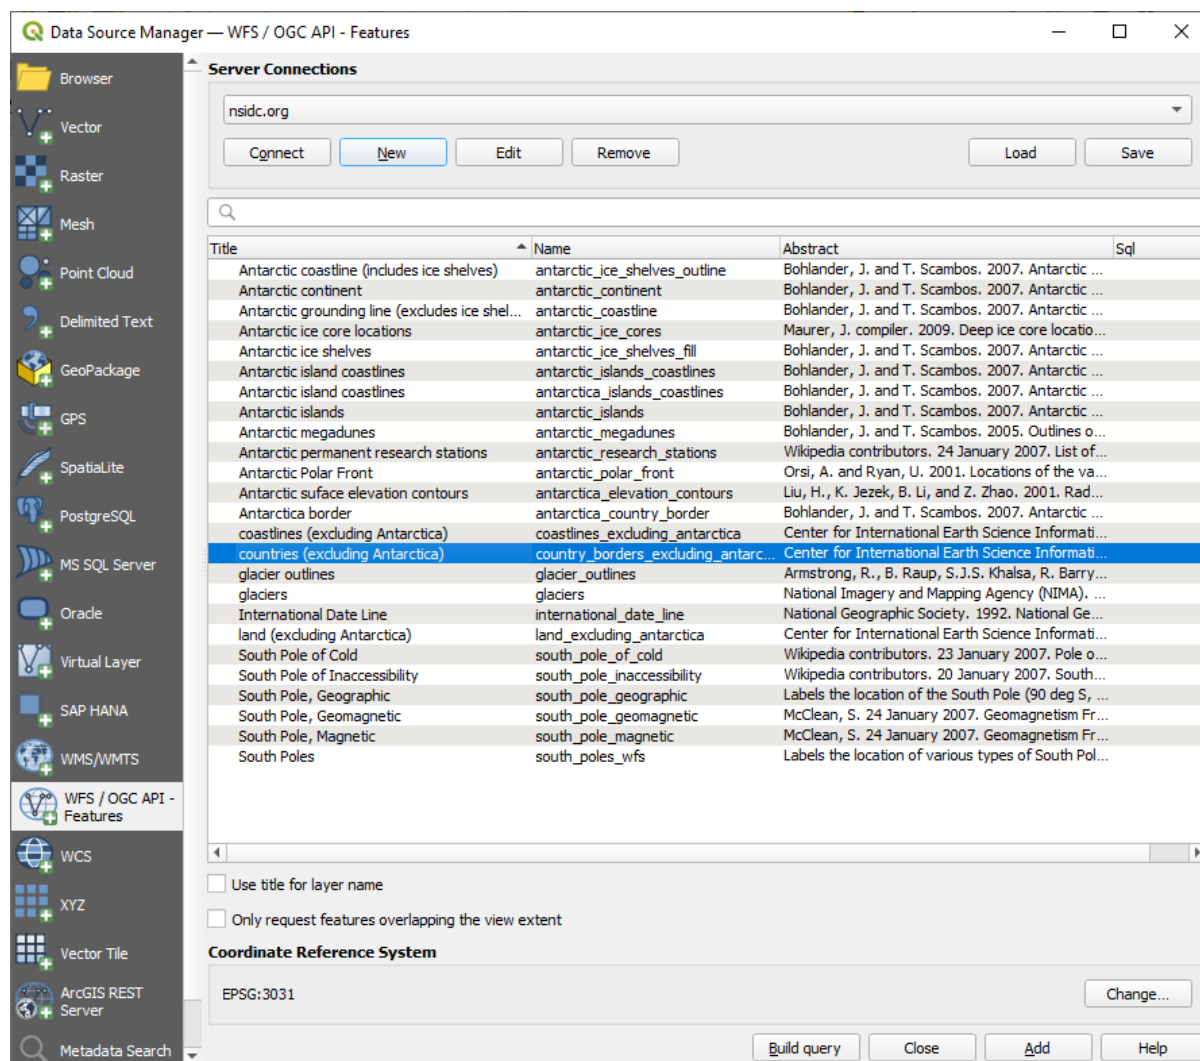 Data Source Manager — WFS / OGC API - Features
Browser
Vector
Raster
Mesh
Point Cloud
Delimited Text
GeoPackage
GPS
SpatiaLite
PostgreSQL
MS SQL Server
Oracle
Virtual Layer
SAP HANA
WMS/WMTS
WFS / OGC API -
Features
WCS
XYZ
Vector Tile
ArcGIS REST
Server
Metadata Search
Server Connections
nsidc.org
Connect New Edit Remove Load Save
Title Name Abstract Sql
Antarctic coastline (includes ice shelves) antarctic_ice_shelves_outline Bohlander, J. and T. Scambos. 2007. Antarctic ...
Antarctic continent antarctic_continent Bohlander, J. and T. Scambos. 2007. Antarctic ...
Antarctic grounding line (excludes ice shel... antarctic_coastline Bohlander, J. and T. Scambos. 2007. Antarctic ...
Antarctic ice core locations antarctic_ice_cores Maurer, J. compiler. 2009. Deep ice core locatio...
Antarctic ice shelves antarctic_ice_shelves_fill Bohlander, J. and T. Scambos. 2007. Antarctic ...
Antarctic island coastlines antarctic_islands_coastlines Bohlander, J. and T. Scambos. 2007. Antarctic ...
Antarctic island coastlines antarctica_islands_coastlines Bohlander, J. and T. Scambos. 2007. Antarctic ...
Antarctic islands antarctic_islands Bohlander, J. and T. Scambos. 2007. Antarctic ...
Antarctic megadunes antarctic_megadunes Bohlander, J. and T. Scambos. 2005. Outlines o...
Antarctic permanent research stations antarctic_research_stations Wikipedia contributors. 24 January 2007. List of...
Antarctic Polar Front antarctic_polar_front Orsi, A. and Ryan, U. 2001. Locations of the va...
Antarctic suface elevation contours antarctica_elevation_contours Liu, H., K. Jezek, B. Li, and Z. Zhao. 2001. Rad...
Antarctica border antarctica_country_border Bohlander, J. and T. Scambos. 2007. Antarctic ...
coastlines (excluding Antarctica) coastlines_excluding_antarctica Center for International Earth Science Informati...
countries (excluding Antarctica) country_borders_excluding_antarc... Center for International Earth Science Informati...
glacier outlines glacier_outlines Armstrong, R., B. Raup, S.J.S. Khalsa, R. Barry...
glaciers glaciers National Imagery and Mapping Agency (NIMA). ...
International Date Line international_date_line National Geographic Society. 1992. National Ge...
land (excluding Antarctica) land_excluding_antarctica Center for International Earth Science Informati...
South Pole of Cold south_pole_of_cold Wikipedia contributors. 23 January 2007. Pole o...
South Pole of Inaccessibility south_pole_inaccessibility Wikipedia contributors. 20 January 2007. South...
South Pole, Geographic south_pole_geographic Labels the location of the South Pole (90 deg S, ...
South Pole, Geomagnetic south_pole_geomagnetic McClean, S. 24 January 2007. Geomagnetism Fr...
South Pole, Magnetic south_pole_magnetic McClean, S. 24 January 2007. Geomagnetism Fr...
South Poles south_poles_wfs Labels the location of various types of South Pol...
Use title for layer name
Only request features overlapping the view extent
Coordinate Reference System
EPSG:3031 Change...
Build query Close Add Help